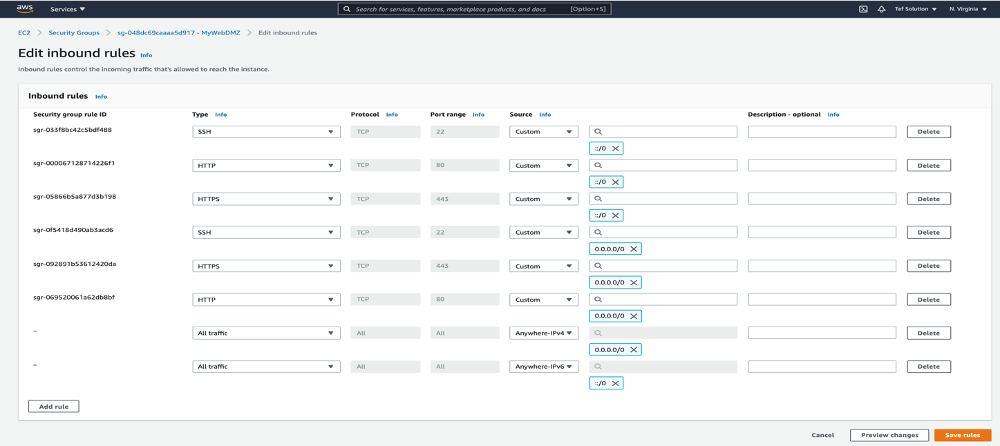 aws Services Search for services, features, marketplace products, and docs [Option+S] Tef Solution N. Virginia
EC2 Security Groups sg-048dc69caaaa5d917 - MyWebDMZ Edit inbound rules
Edit inbound rules Info
Inbound rules control the incoming traffic that's allowed to reach the instance.
Inbound rules Info
Security group rule ID Type Info Protocol Info Port range Info Source Info Description - optional Info
sgr-033f8bc42c5bdf488 SSH TCP 22 Custom Delete
::/0
sgr-000067128714226f1 HTTP TCP 80 Custom Delete
::/0
sgr-05866b5a877d3b198 HTTPS TCP 443 Custom Delete
::/0
sgr-0f5418d490ab3acd6 SSH TCP 22 Custom Delete
0.0.0.0/0
sgr-092891b53612420da HTTPS TCP 443 Custom Delete
0.0.0.0/0
sgr-069520061a62db8bf HTTP TCP 80 Custom Delete
0.0.0.0/0
– All traffic All All Anywhere-IPv4 Delete
0.0.0.0/0
– All traffic All All Anywhere-IPv6 Delete
::/0
Add rule
Cancel Preview changes Save rules